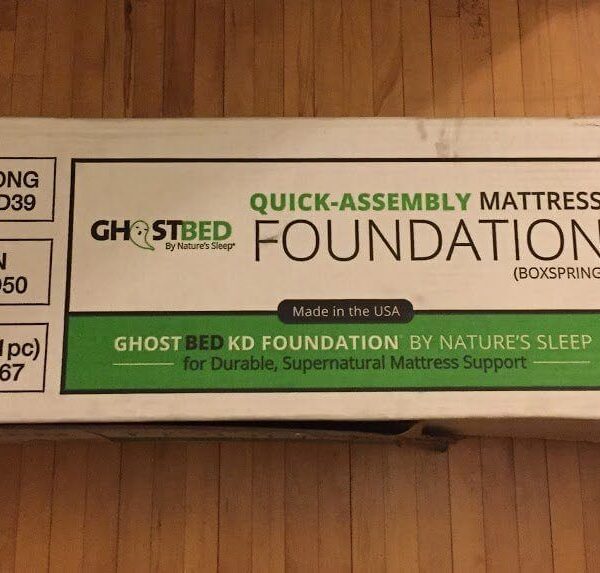 ONG
D39
N
950
1pc)
67
GHOSTBED
By Nature's Sleep®
QUICK-ASSEMBLY MATTRESS
FOUNDATION
(BOXSPRING
Made in the USA
GHOSTBED KD FOUNDATION BY NATURE'S SLEEP
for Durable, Supernatural Mattress Support